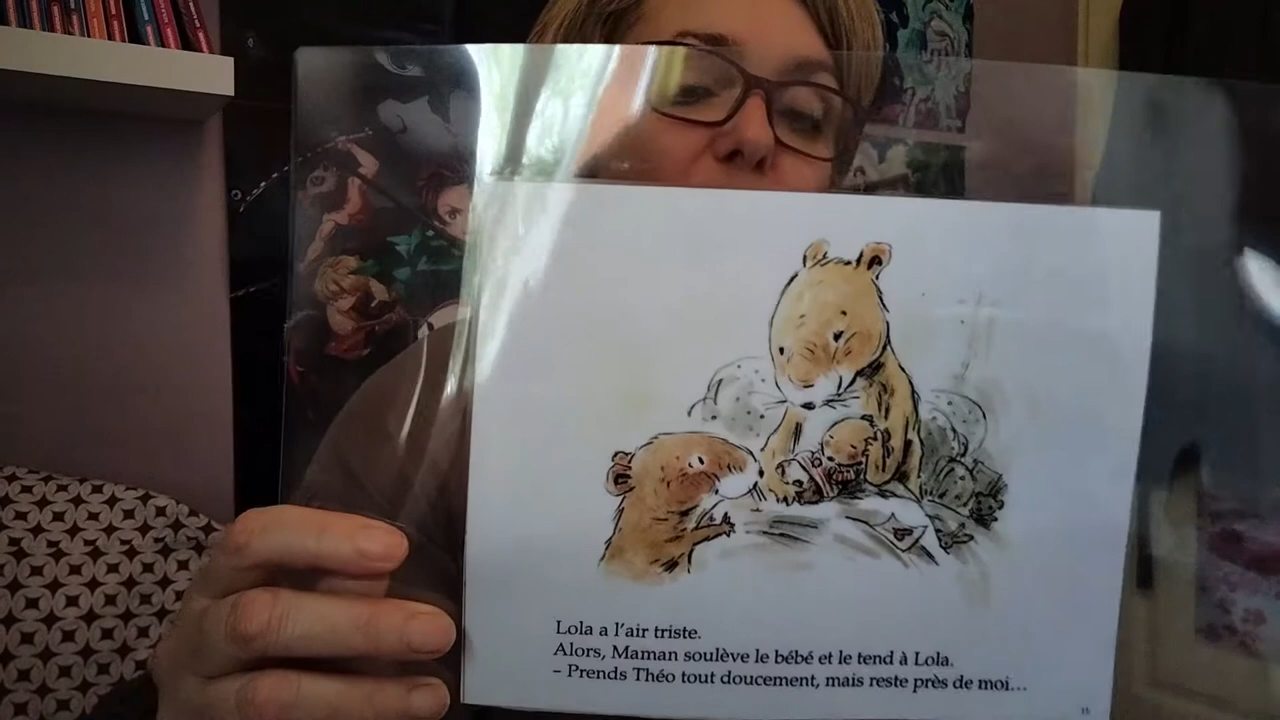 Lola a l'air triste.
Alors, Maman soulève le bébé et le tend à Lola.
– Prends Théo tout doucement, mais reste près de moi...